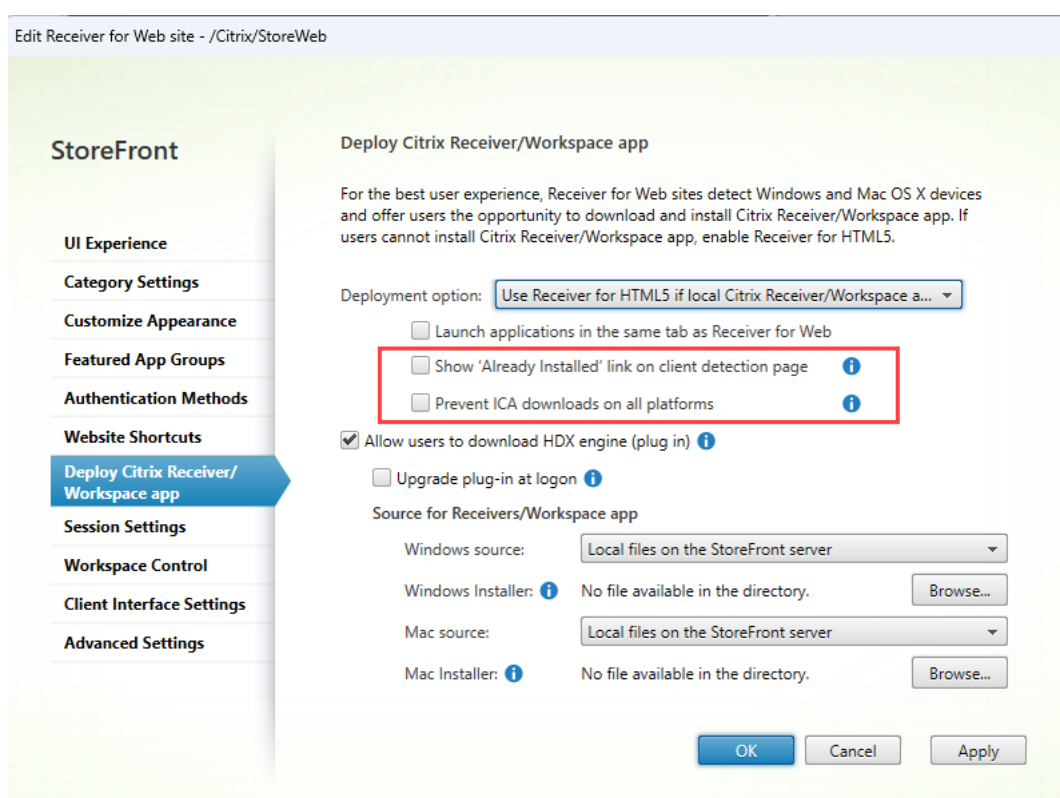 Edit Receiver for Web site - /Citrix/StoreWeb
StoreFront
UI Experience
Category Settings
Customize Appearance
Featured App Groups
Authentication Methods
Website Shortcuts
Deploy Citrix Receiver/
Workspace app
Session Settings
Workspace Control
Client Interface Settings
Advanced Settings
Deploy Citrix Receiver/Workspace app
For the best user experience, Receiver for Web sites detect Windows and Mac OS X devices
and offer users the opportunity to download and install Citrix Receiver/Workspace app. If
users cannot install Citrix Receiver/Workspace app, enable Receiver for HTML5.
Deployment option: Use Receiver for HTML5 if local Citrix Receiver/Workspace a...
Launch applications in the same tab as Receiver for Web
Show ‘Already Installed’ link on client detection page
Prevent ICA downloads on all platforms
Allow users to download HDX engine (plug in)
Upgrade plug-in at logon
Source for Receivers/Workspace app
Windows source: Local files on the StoreFront server
Windows Installer: No file available in the directory. Browse...
Mac source: Local files on the StoreFront server
Mac Installer: No file available in the directory. Browse...
OK Cancel Apply